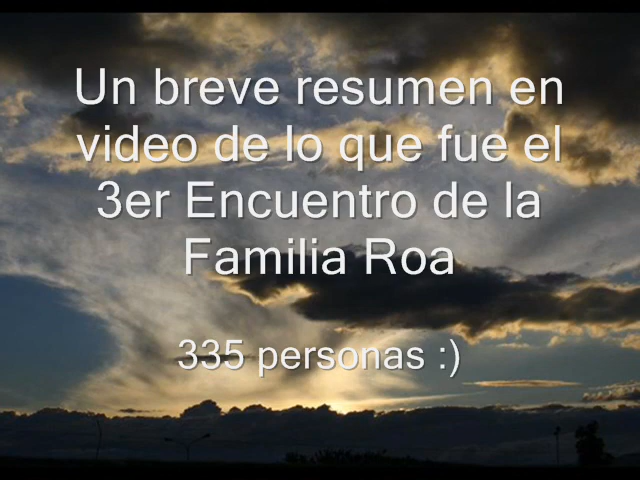 Un breve resumen en
video de lo que fue el
3er Encuentro de la
Familia Roa
335 personas :)